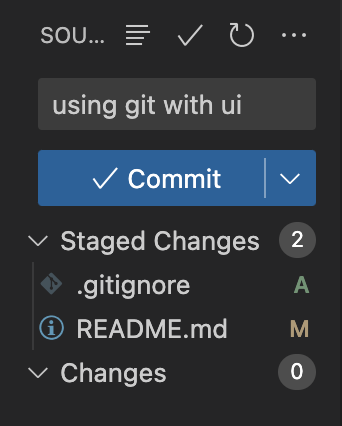 SOU...
using git with ui
Commit
Staged Changes 2
.gitignore A
README.md M
Changes 0